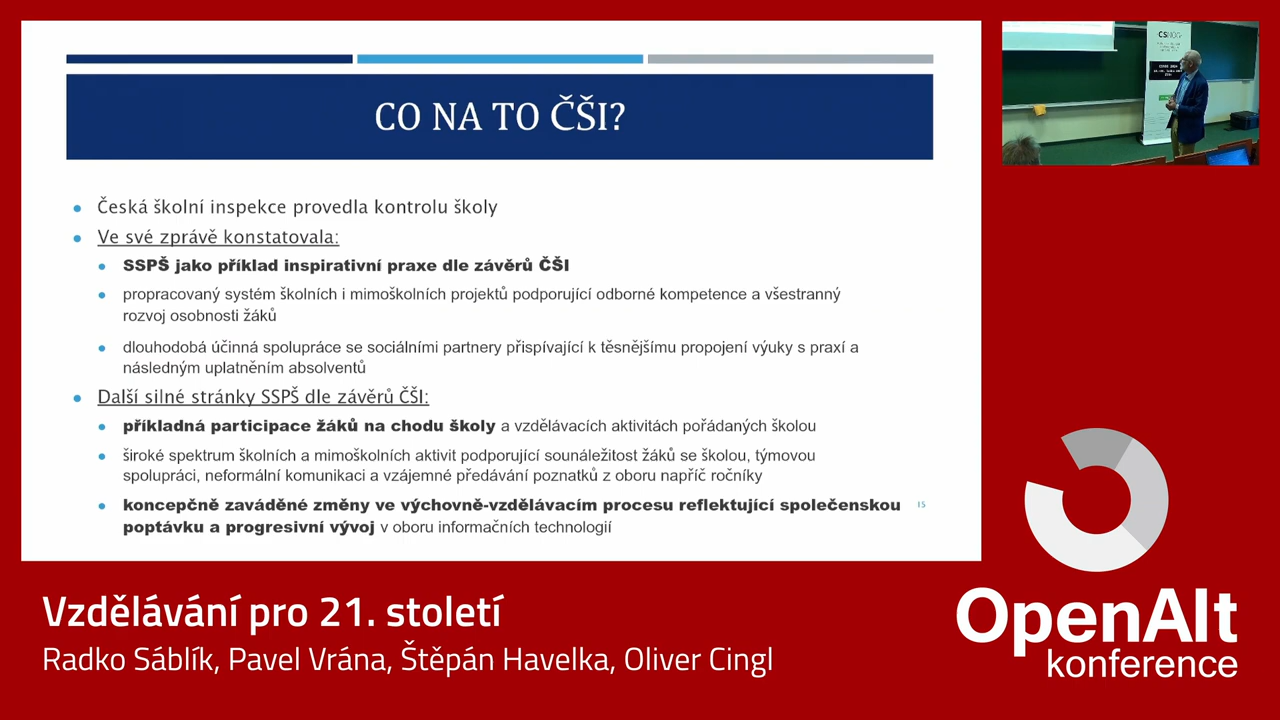 CO NA TO ČŠI?
Česká školní inspekce provedla kontrolu školy
Ve své zprávě konstatovala:
SSPŠ jako příklad inspirativní praxe dle závěrů ČŠI
propracovaný systém školních i mimoškolních projektů podporující odborné kompetence a všestranný
rozvoj osobnosti žáků
dlouhodobá účinná spolupráce se sociálními partnery přispívající k těsnějšímu propojení výuky s praxí a
následným uplatněním absolventů
Další silné stránky SSPŠ dle závěrů ČŠI:
příkladná participace žáků na chodu školy a vzdělávacích aktivitách pořádaných školou
široké spektrum školních a mimoškolních aktivit podporující sounáležitost žáků se školou, týmovou
spolupráci, neformální komunikaci a vzájemné předávání poznatků z oboru napříč ročníky
koncepčně zaváděné změny ve výchovně-vzdělávacím procesu reflektující společenskou
poptávku a progresivní vývoj v oboru informačních technologií
15
Vzdělávání pro 21. století
Radko Sáblík, Pavel Vrána, Štěpán Havelka, Oliver Cingl
OpenAlt
konference